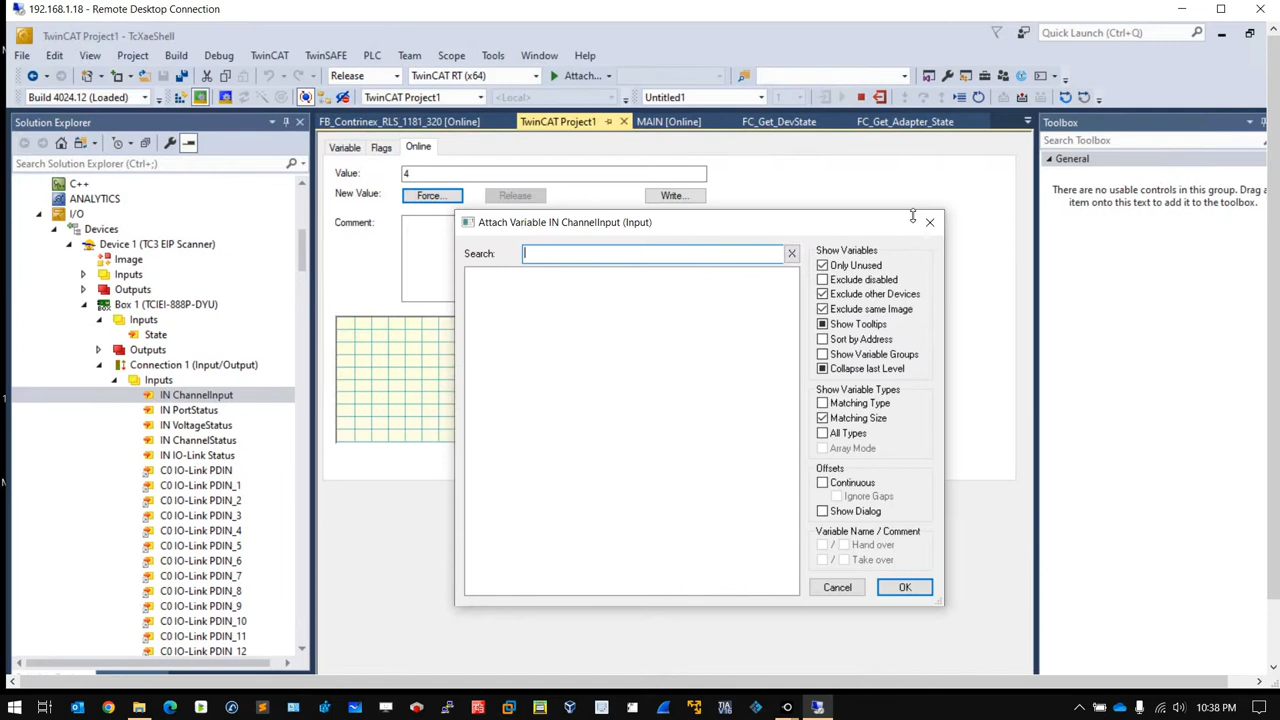 192.168.1.18 - Remote Desktop Connection
TwinCAT Project1 - TcXaeShell
Quick Launch (Ctrl+Q)
File Edit View Project Build Debug TwinCAT TwinSAFE PLC Team Scope Tools Window Help
Release TwinCAT RT (x64) Attach...
Build 4024.12 (Loaded) TwinCAT Project1 <Local> Untitled1 1
Solution Explorer
FB_Contrinex_RLS_1181_320 [Online] TwinCAT Project1 MAIN [Online] FC_Get_DevState FC_Get_Adapter_State
Toolbox
Search Solution Explorer (Ctrl+;)
Variable Flags Online
Search Toolbox
General
There are no usable controls in this group. Drag a
item onto this text to add it to the toolbox.
Value: 4
New Value: Force... Release Write...
Comment:
C++
ANALYTICS
I/O
Devices
Device 1 (TC3 EIP Scanner)
Image
Inputs
Outputs
Box 1 (TCIEI-888P-DYU)
Inputs
State
Outputs
Connection 1 (Input/Output)
Inputs
IN ChannelInput
IN PortStatus
IN VoltageStatus
IN ChannelStatus
IN IO-Link Status
C0 IO-Link PDIN
C0 IO-Link PDIN_1
C0 IO-Link PDIN_2
C0 IO-Link PDIN_3
C0 IO-Link PDIN_4
C0 IO-Link PDIN_5
C0 IO-Link PDIN_6
C0 IO-Link PDIN_7
C0 IO-Link PDIN_8
C0 IO-Link PDIN_9
C0 IO-Link PDIN_10
C0 IO-Link PDIN_11
C0 IO-Link PDIN_12
Attach Variable IN ChannelInput (Input)
Search:
Show Variables
Only Unused
Exclude disabled
Exclude other Devices
Exclude same Image
Show Tooltips
Sort by Address
Show Variable Groups
Collapse last Level
Show Variable Types
Matching Type
Matching Size
All Types
Array Mode
Offsets
Continuous
Ignore Gaps
Show Dialog
Variable Name / Comment
/ Hand over
/ Take over
Cancel OK
10:38 PM